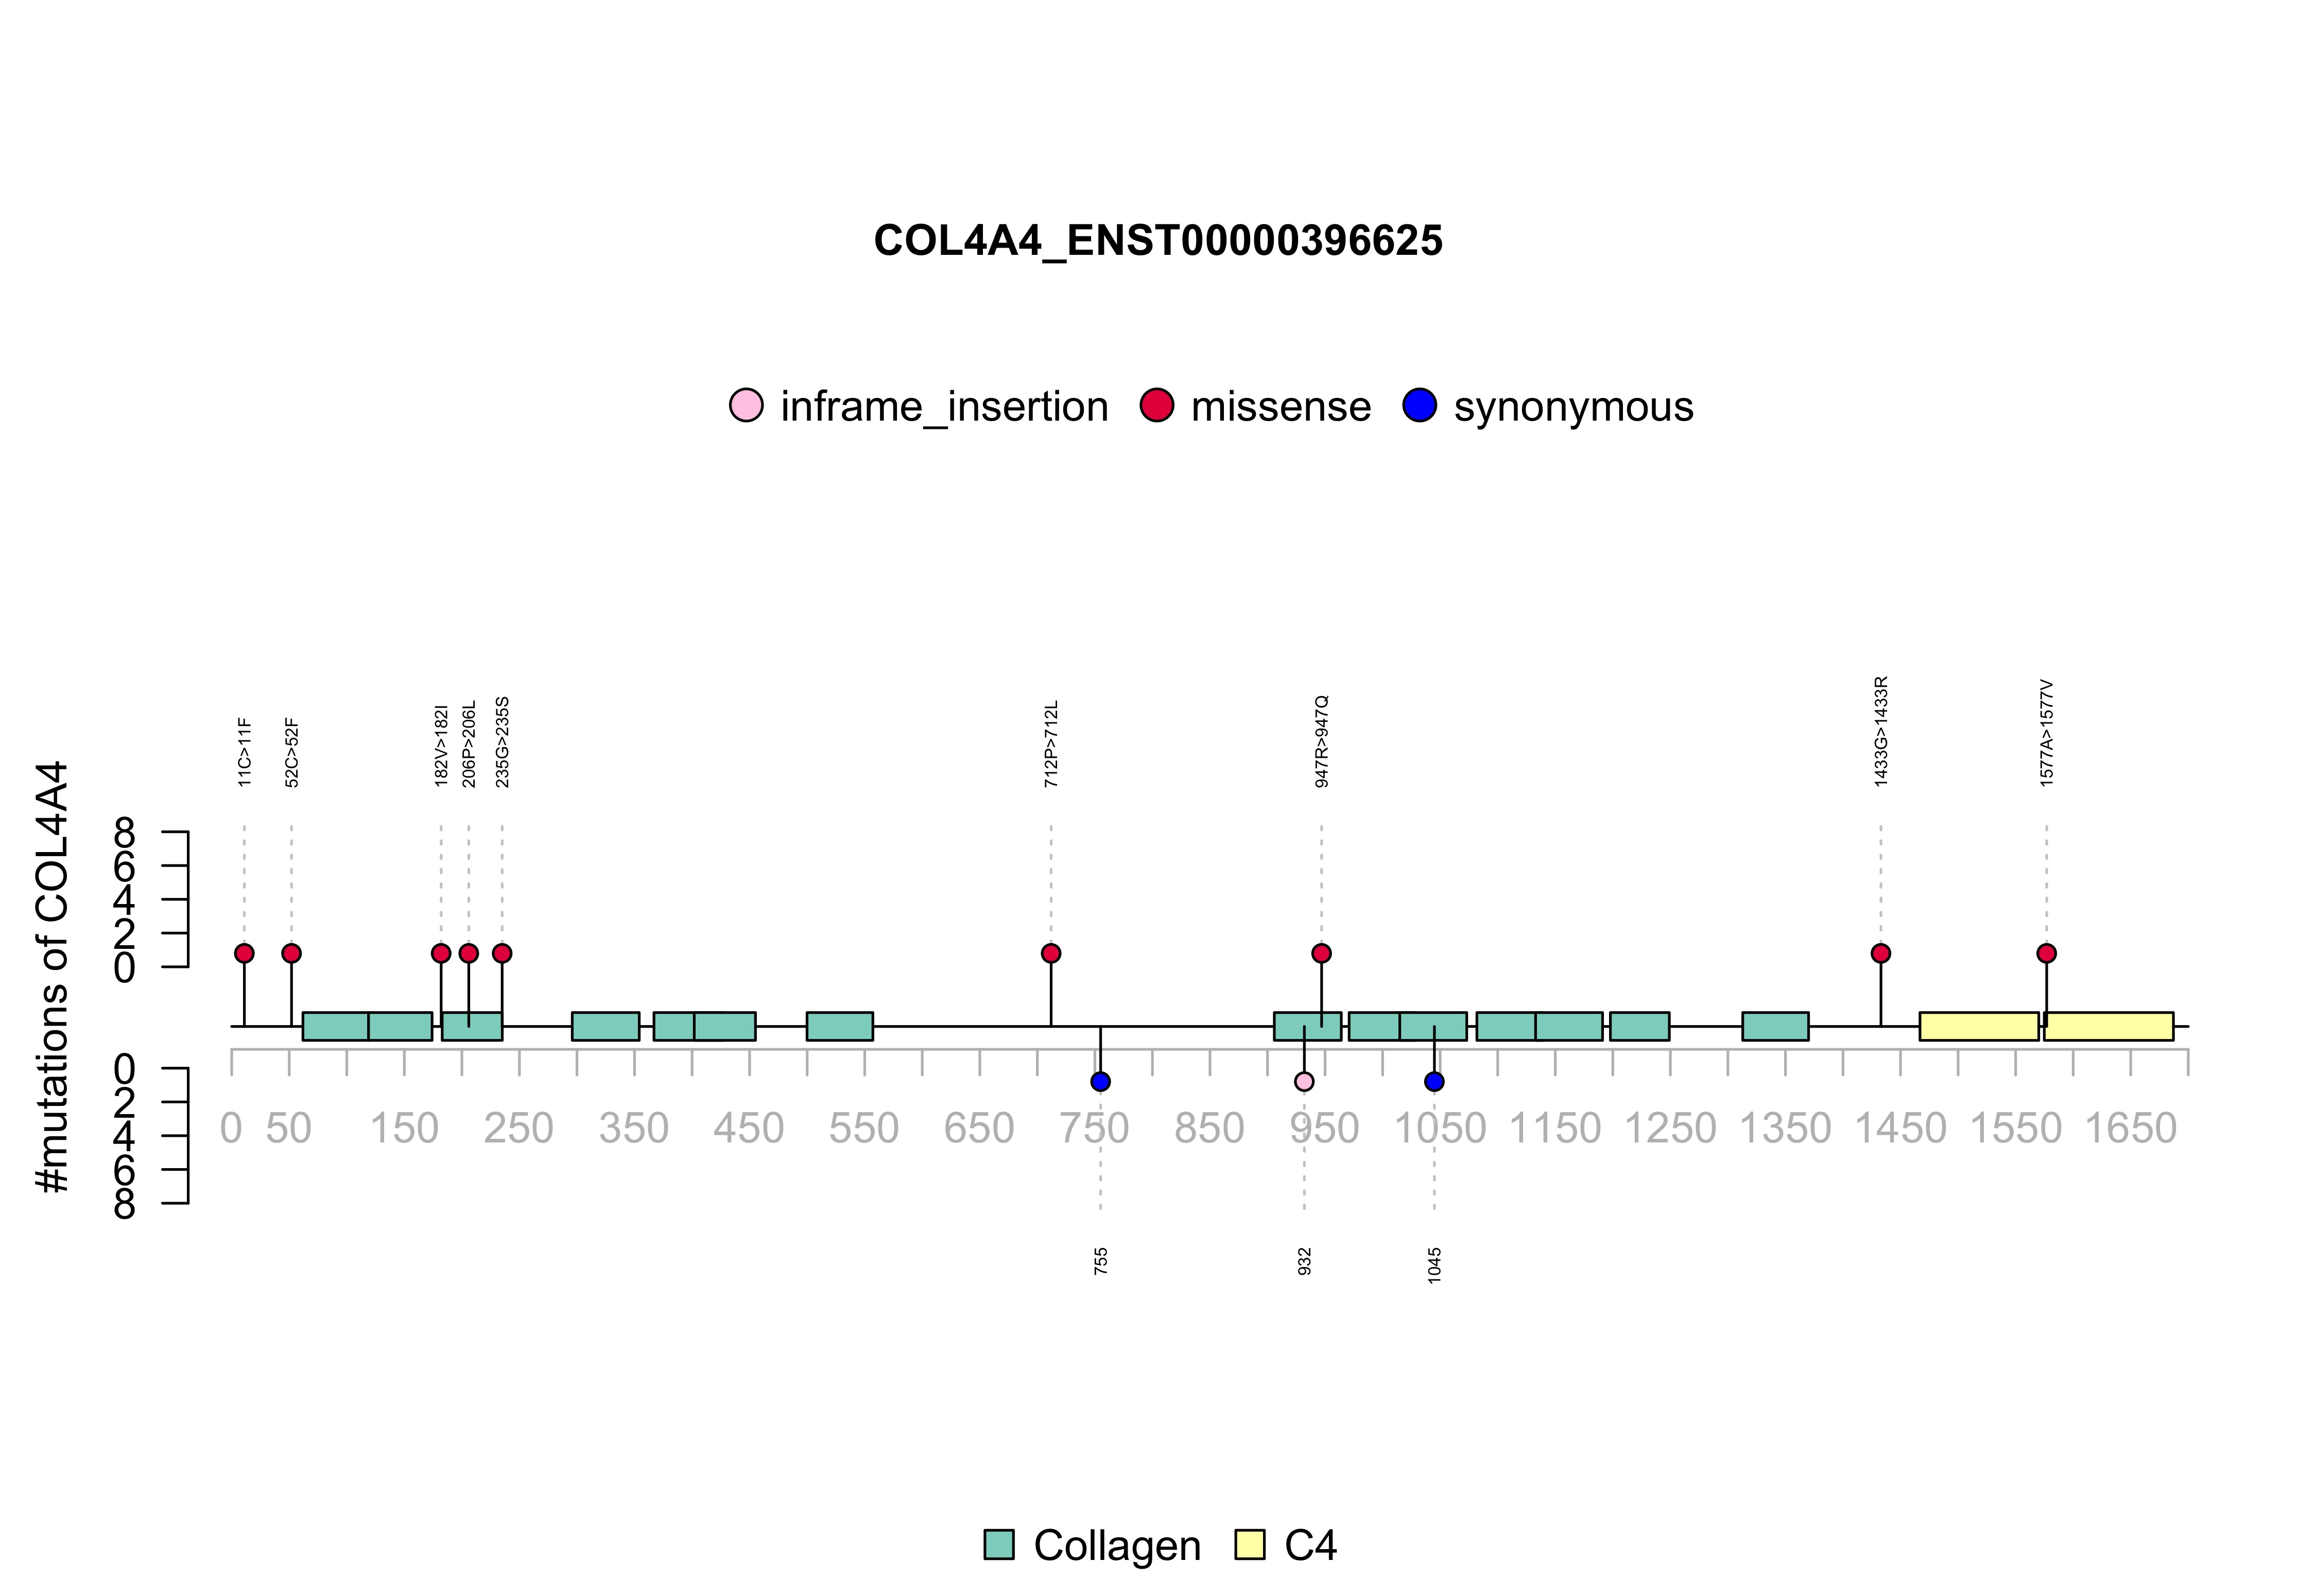 COL4A4_ENST00000396625
inframe_insertion missense synonymous
11C>11F 52C>52F 182V>182I 206P>206L 235G>235S 712P>712L 947R>947Q 1433G>1433R 1577A>1577V
#mutations of COL4A4
8
6
4
2
0
0
2
4
6
8
0 50 150 250 350 450 550 650 750 850 950 1050 1150 1250 1350 1450 1550 1650
755 932 1045
Collagen C4